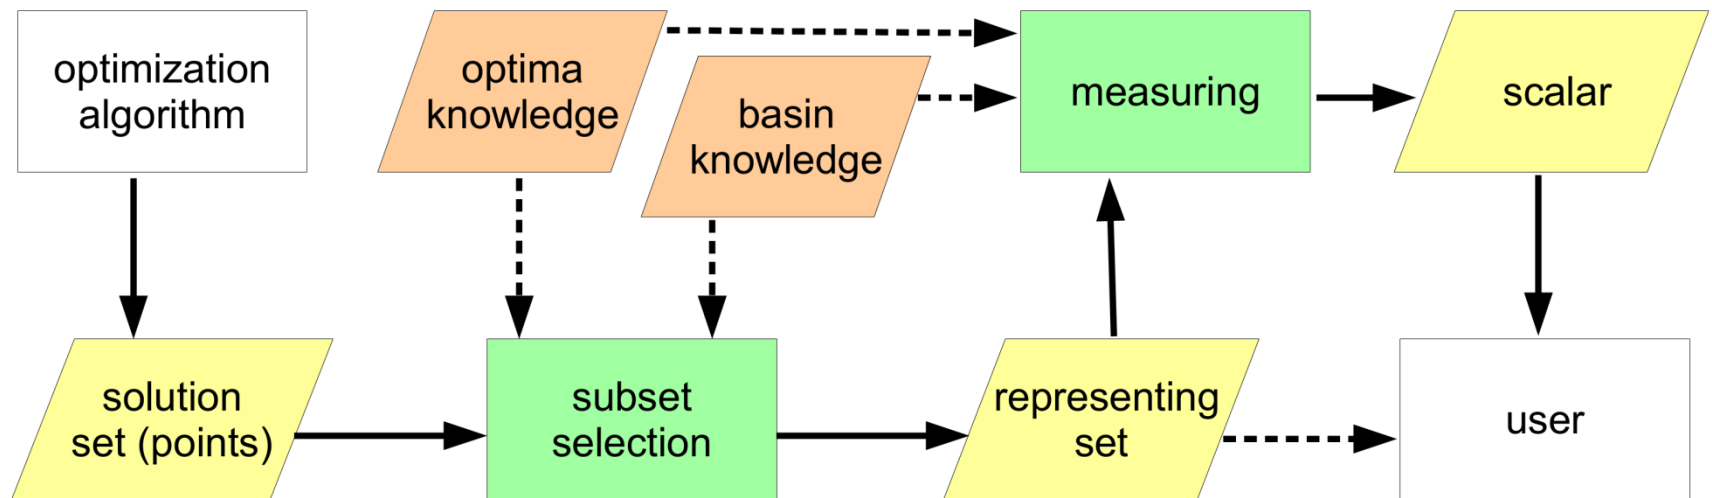 optimization
algorithm
optima
knowledge
basin
knowledge
measuring
scalar
solution
set (points)
subset
selection
representing
set
user